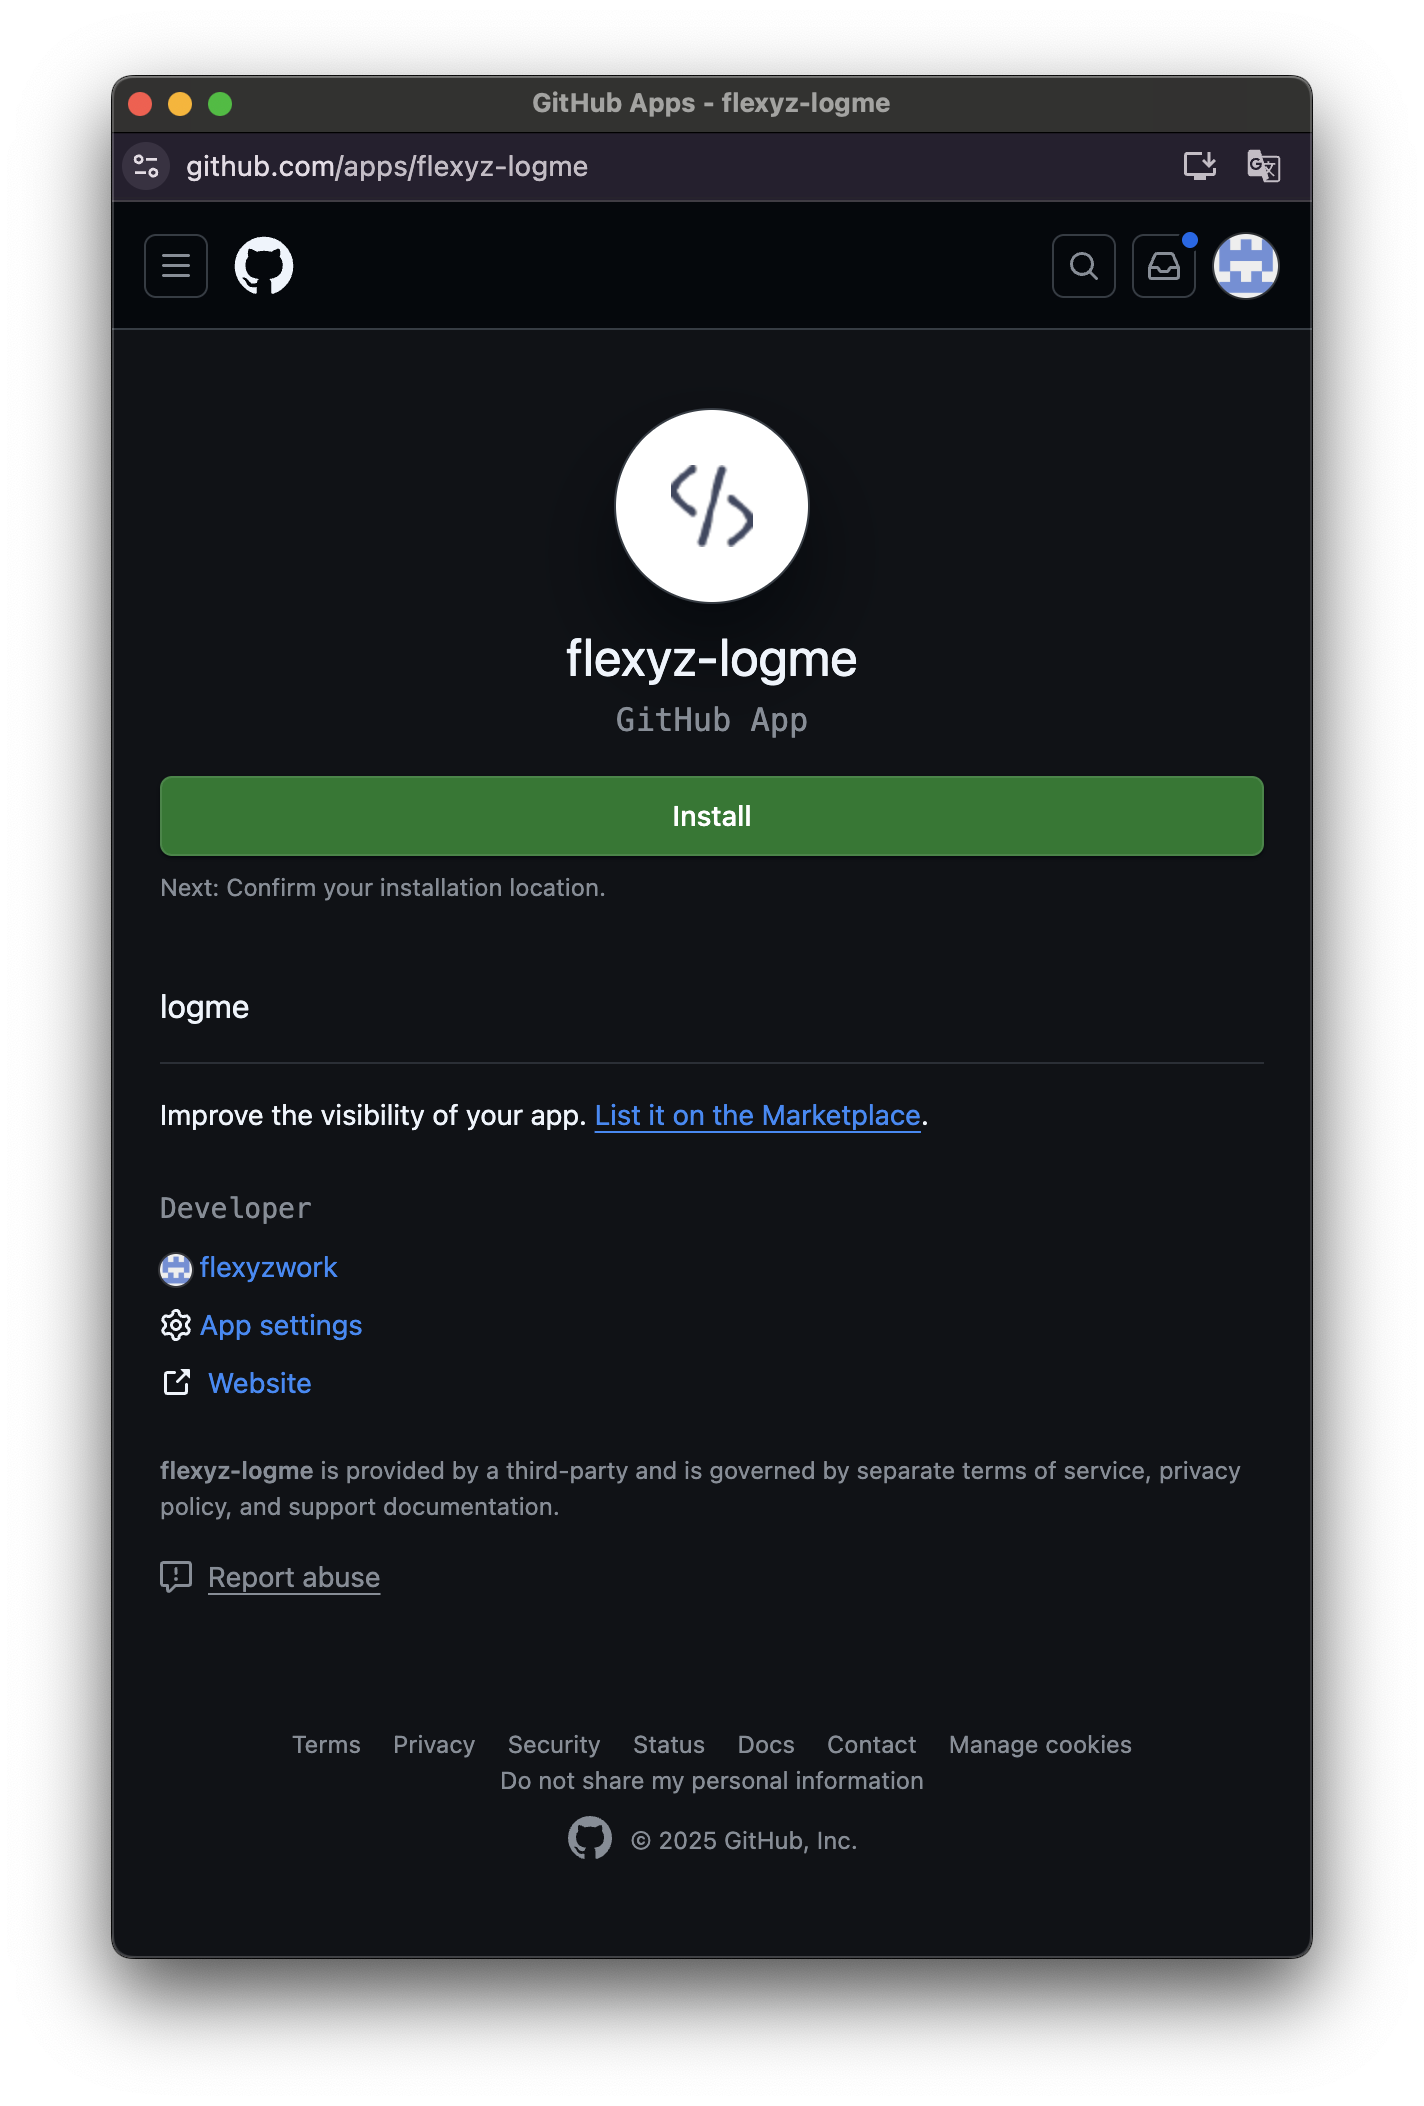 GitHub Apps - flexyz-logme
github.com/apps/flexyz-logme
flexyz-logme
GitHub App
Install
Next: Confirm your installation location.
logme
Improve the visibility of your app. List it on the Marketplace.
Developer
flexyzwork
App settings
Website
flexyz-logme is provided by a third-party and is governed by separate terms of service, privacy
policy, and support documentation.
Report abuse
Terms Privacy Security Status Docs Contact Manage cookies
Do not share my personal information
© 2025 GitHub, Inc.